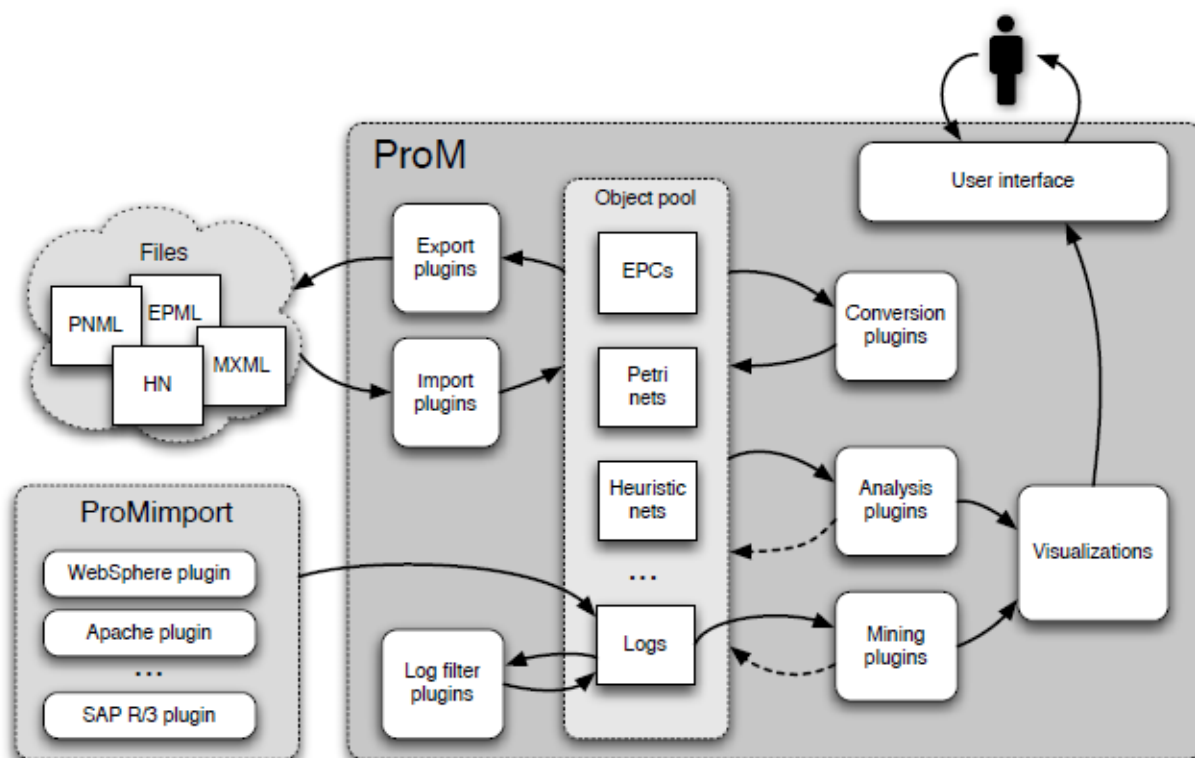 ProM
User interface
Object pool
Export
plugins
EPCs
Files
PNML
EPML
HN
MXML
Conversion
plugins
Import
plugins
Petri
nets
Heuristic
nets
Analysis
plugins
ProMimport
WebSphere plugin
Apache plugin
...
SAP R/3 plugin
...
Visualizations
Logs
Mining
plugins
Log filter
plugins